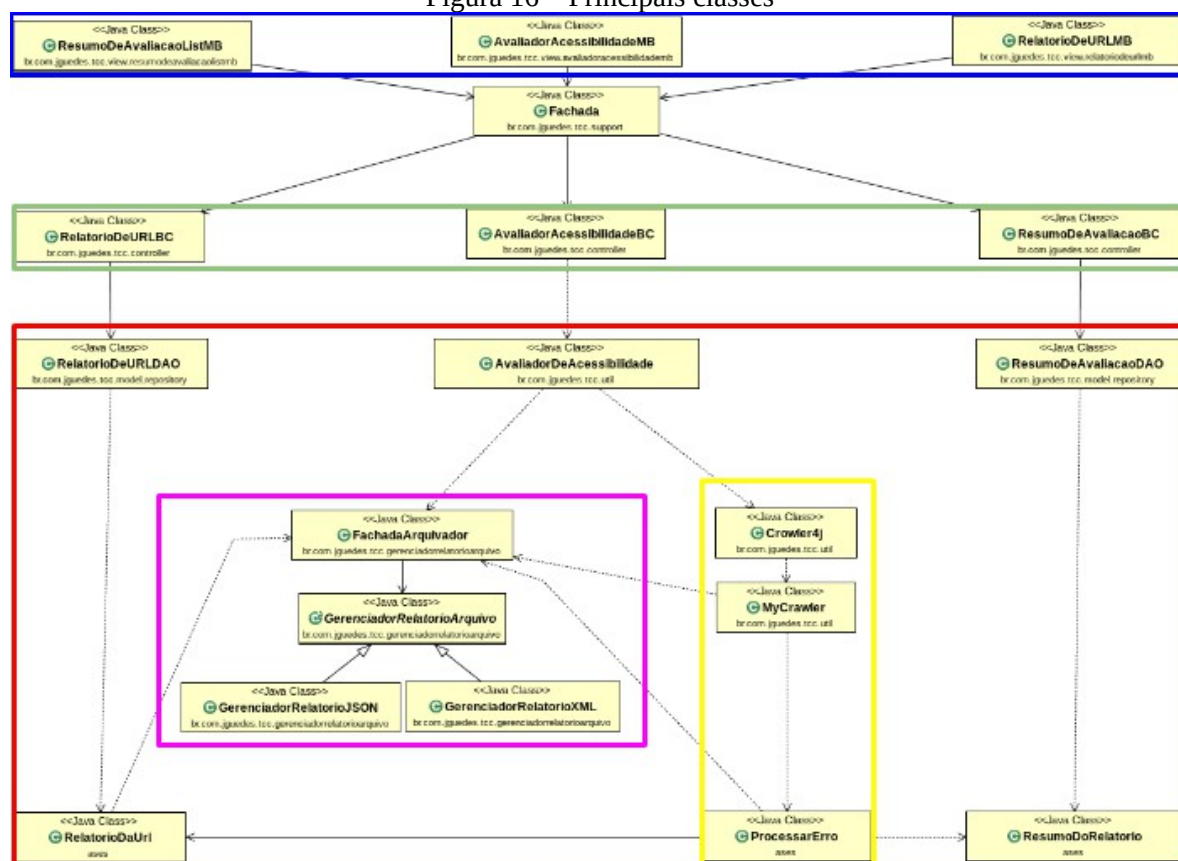 Figura 16 – Principais classes
<<Java Class>>
ResumoDeAvaliacaoListMB
br.com.jguedes.tcc.view.resumodeavaliacaolistmb
<<Java Class>>
AvaliadorAcessibilidadeMB
br.com.jguedes.tcc.view.avaliadoracessibilidademb
<<Java Class>>
RelatorioDeURLMB
br.com.jguedes.tcc.view.relatoriodeurlmb
<<Java Class>>
Fachada
br.com.jguedes.tcc.support
<<Java Class>>
RelatorioDeURLBC
br.com.jguedes.tcc.controller
<<Java Class>>
AvaliadorAcessibilidadeBC
br.com.jguedes.tcc.controller
<<Java Class>>
ResumoDeAvaliacaoBC
br.com.jguedes.tcc.controller
<<Java Class>>
RelatorioDeURLDAO
br.com.jguedes.tcc.model.repository
<<Java Class>>
AvaliadorDeAcessibilidade
br.com.jguedes.tcc.util
<<Java Class>>
ResumoDeAvaliacaoDAO
br.com.jguedes.tcc.model.repository
<<Java Class>>
FachadaArquivador
br.com.jguedes.tcc.gerenciadorrelatorioarquivo
<<Java Class>>
Crowler4j
br.com.jguedes.tcc.util
<<Java Class>>
GerenciadorRelatorioArquivo
br.com.jguedes.tcc.gerenciadorrelatorioarquivo
<<Java Class>>
MyCrawler
br.com.jguedes.tcc.util
<<Java Class>>
GerenciadorRelatorioJSON
br.com.jguedes.tcc.gerenciadorrelatorioarquivo
<<Java Class>>
GerenciadorRelatorioXML
br.com.jguedes.tcc.gerenciadorrelatorioarquivo
<<Java Class>>
RelatorioDaUrl
ases
<<Java Class>>
ProcessarErro
ases
<<Java Class>>
ResumoDoRelatorio
ases